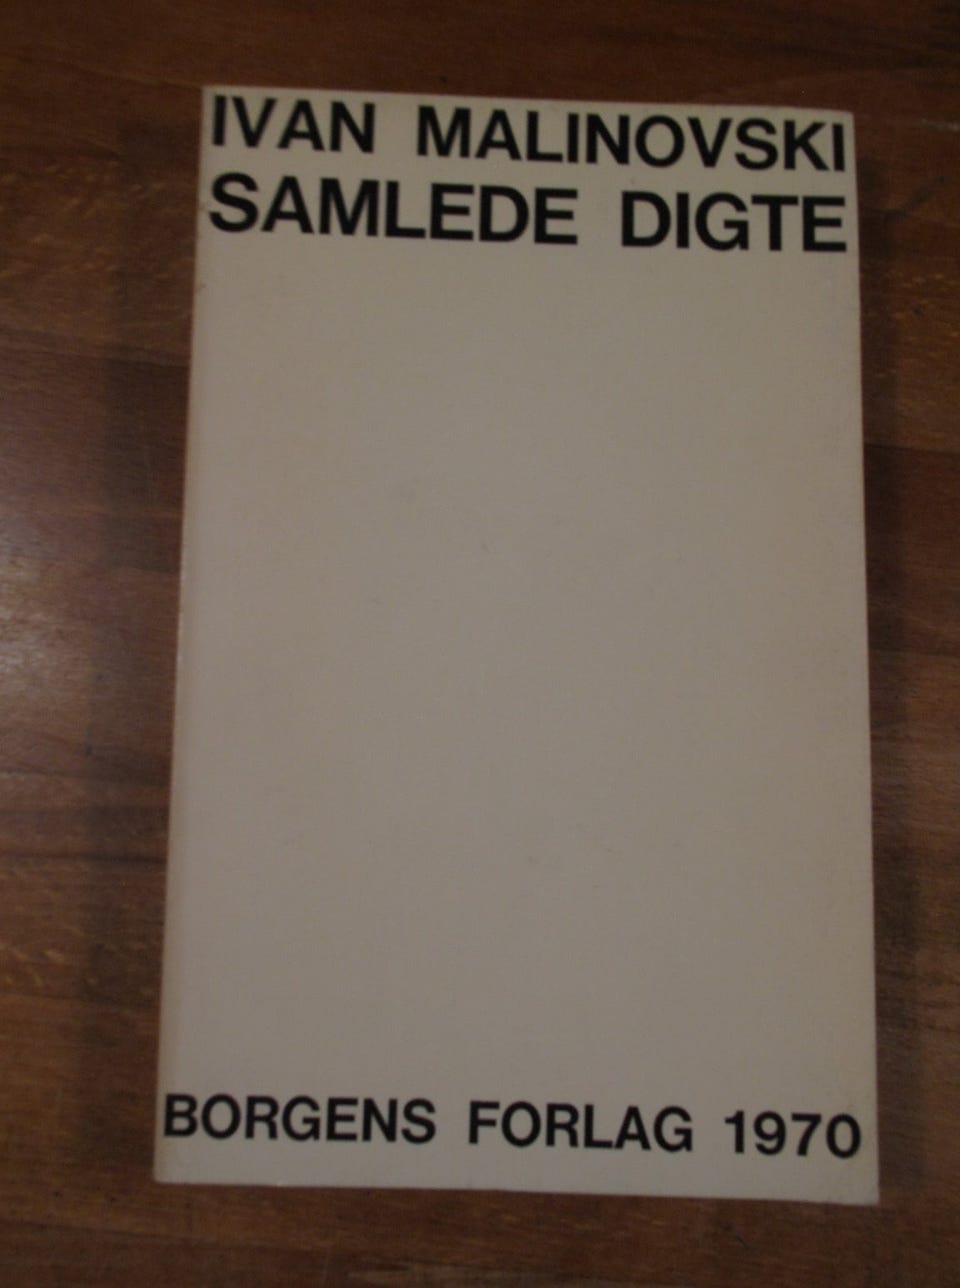 IVAN MALINOVSKI
SAMLEDE DIGTE
BORGENS FORLAG 1970